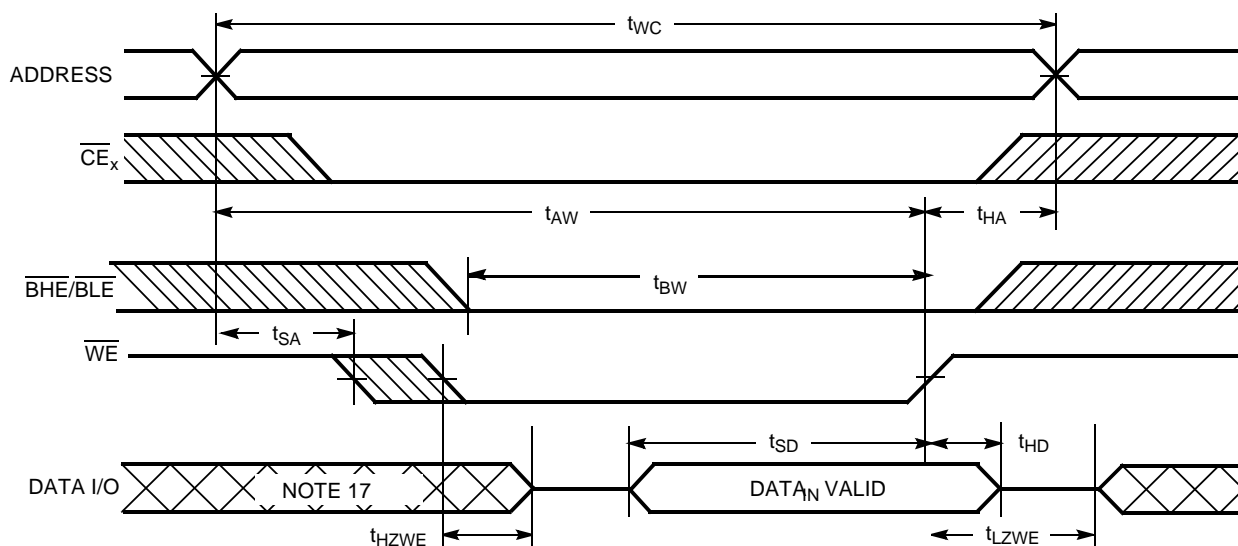 tWC
ADDRESS
CEx
tAW
tHA
BHE/BLE
tBW
tSA
WE
tSD
tHD
DATA I/O
NOTE 17
DATAIN VALID
tHZWE
tLZWE